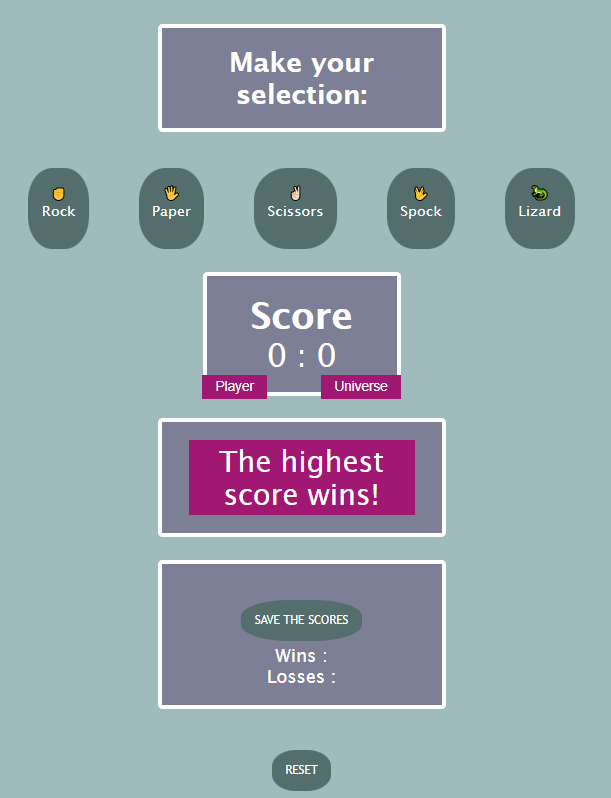 Make your
selection:
Rock Paper Scissors Spock Lizard
Score
0 : 0
Player Universe
The highest
score wins!
SAVE THE SCORES
Wins :
Losses :
RESET